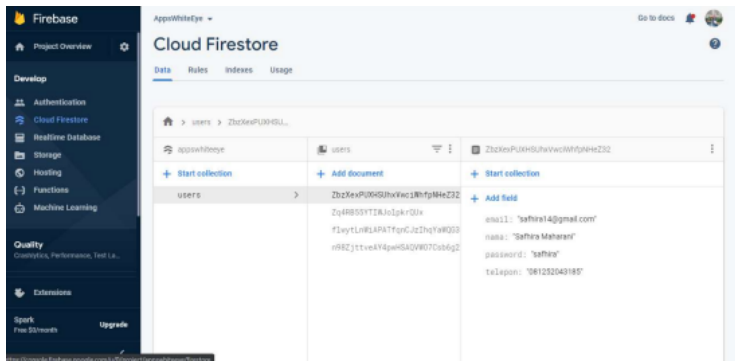 Firebase
AppsWhiteEye
Go to docs
Project Overview
Cloud Firestore
Develop
Data Rules Indexes Usage
Authentication
Cloud Firestore
Realtime Database
Storage
Hosting
Functions
Machine Learning
users
appswhiteeye
users
Start collection
Add document
Start collection
users
Add field
email: "safhira14@gmail.com"
nama: "Safhira Maharani"
password: "safhira"
telepon: "081252043185"
Quality
Crashlytics, Performance, Test La...
Extensions
Spark
Free $0/month
Upgrade